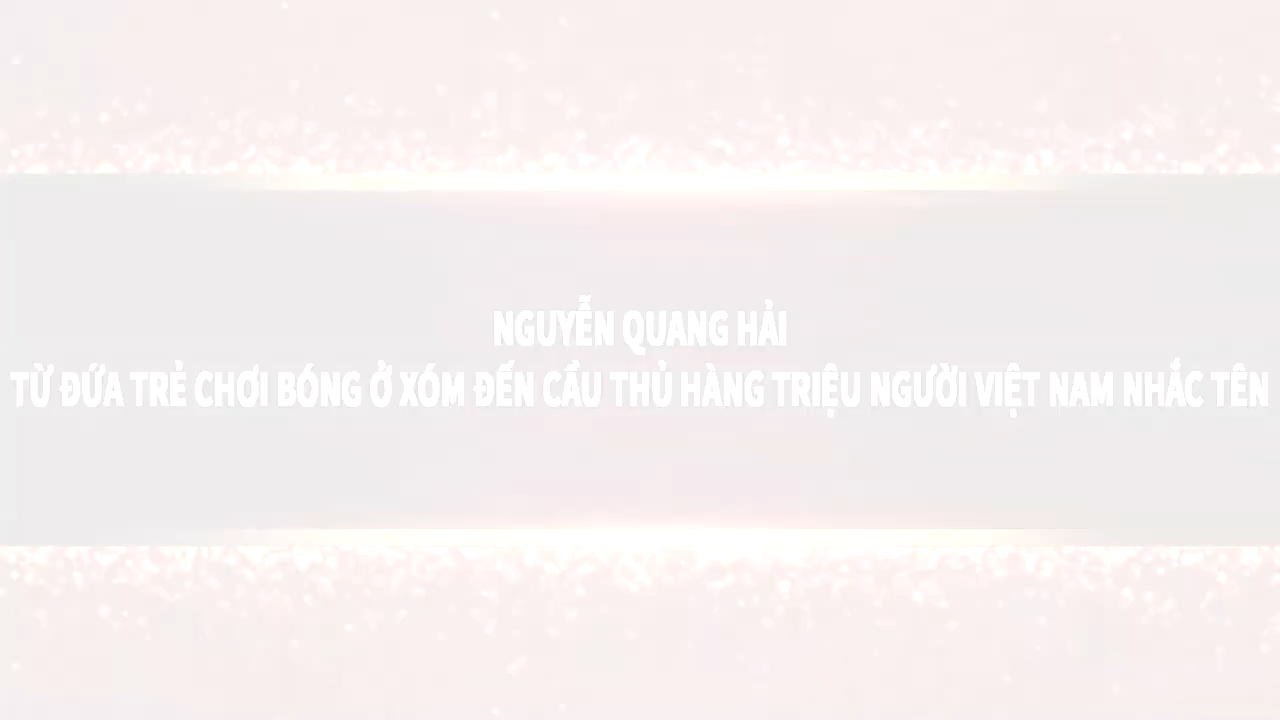 NGUYỄN QUANG HẢI
TỪ ĐỨA TRẺ CHƠI BÓNG Ở XÓM ĐẾN CẦU THỦ HÀNG TRIỆU NGƯỜI VIỆT NAM NHẮC TÊN